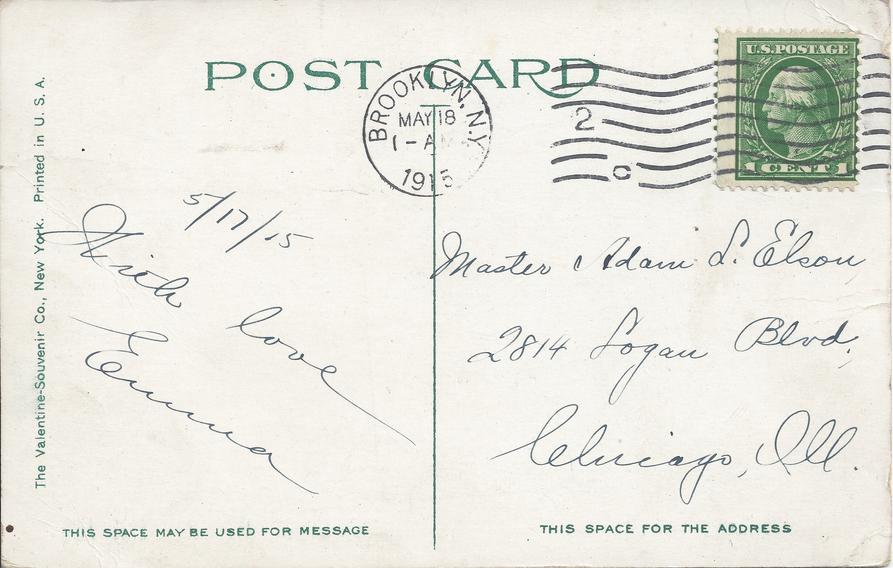 POST CARD
U.S. POSTAGE
1 CENT 1
BROOKLYN, N.Y.
MAY 18
1-A
1915
2
C
The Valentine-Souvenir Co., New York. Printed in U. S. A.
5/17/15
With love
Emma
Master Adam L. Elson
2814 Logan Blvd.
Chicago, Ill.
THIS SPACE MAY BE USED FOR MESSAGE
THIS SPACE FOR THE ADDRESS